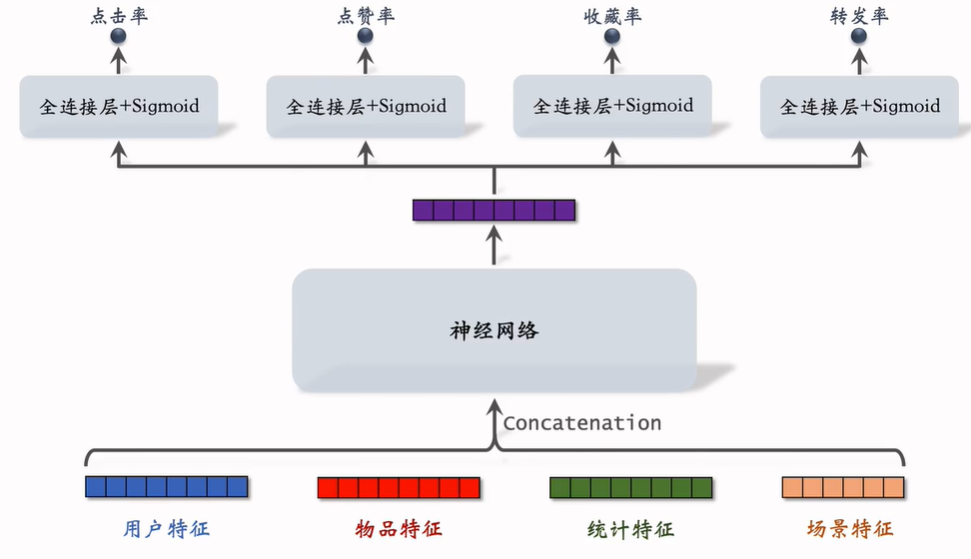 点击率
点赞率
收藏率
转发率
全连接层+Sigmoid
全连接层+Sigmoid
全连接层+Sigmoid
全连接层+Sigmoid
神经网络
Concatenation
用户特征
物品特征
统计特征
场景特征